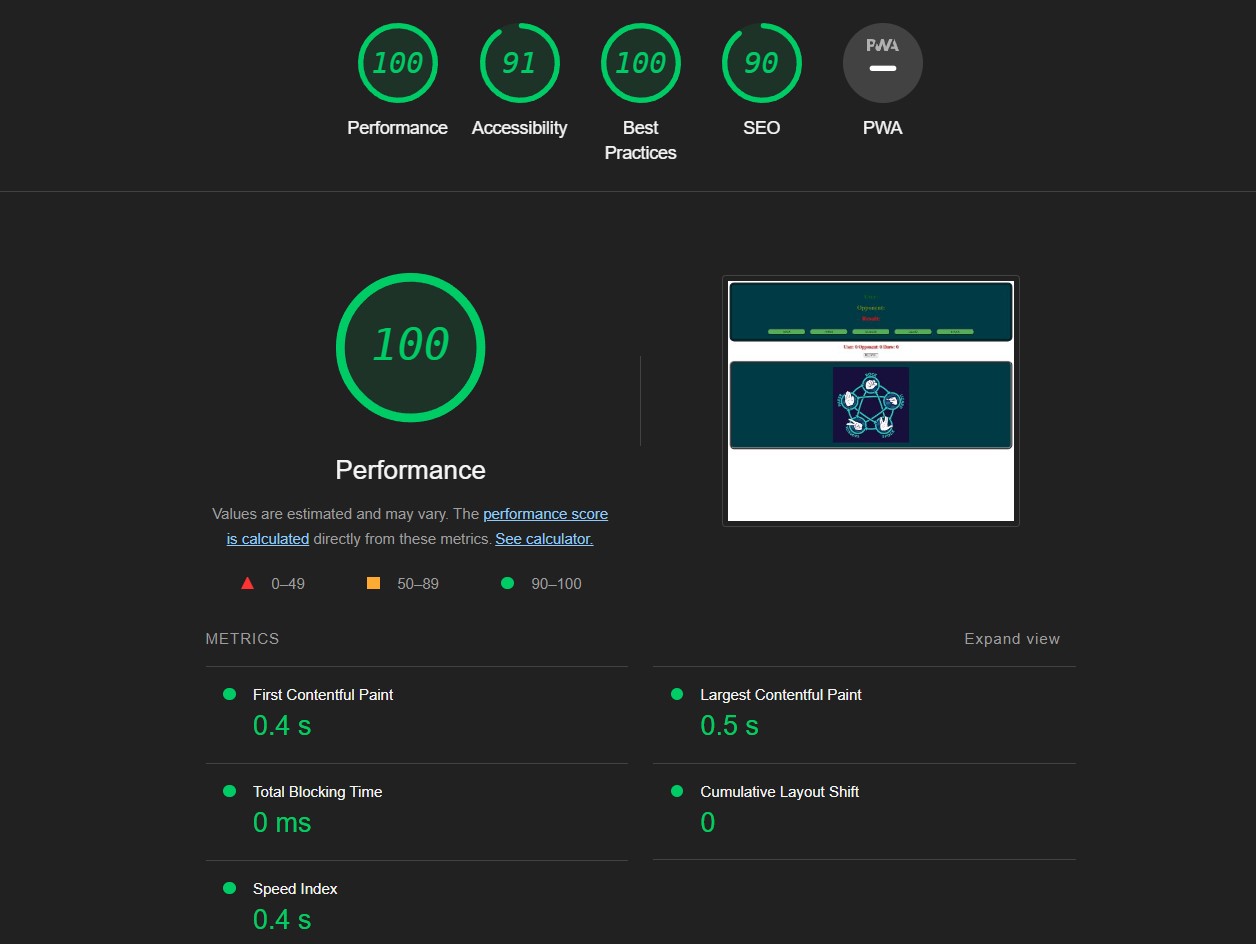 100
91
100
90
PWA
Performance
Accessibility
Best
Practices
SEO
PWA
100
Performance
Values are estimated and may vary. The performance score
is calculated directly from these metrics. See calculator.
0–49
50–89
90–100
Opponent:
Result:
User: 0 Opponent: 0 Draw: 0
METRICS
Expand view
First Contentful Paint
0.4 s
Largest Contentful Paint
0.5 s
Total Blocking Time
0 ms
Cumulative Layout Shift
0
Speed Index
0.4 s